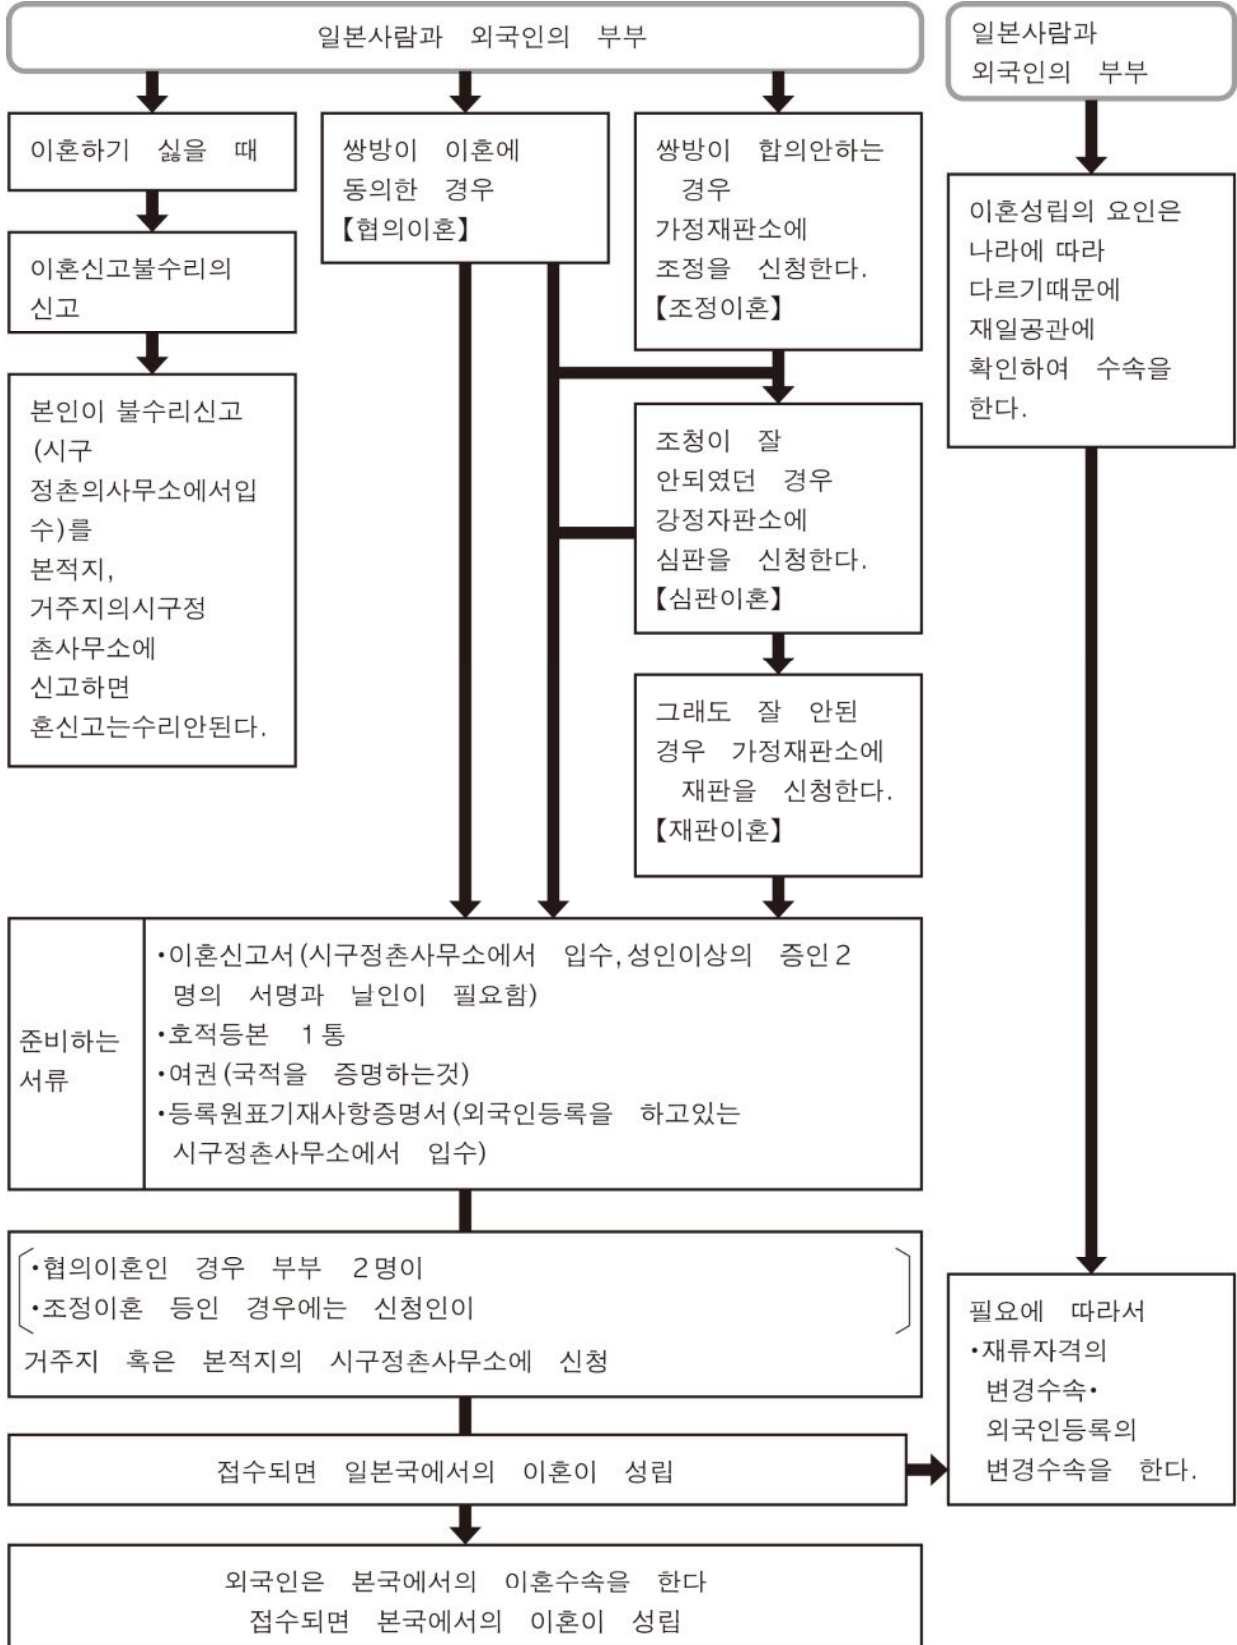 일본사람과 외국인의 부부
이혼하기 싫을 때
이혼신고불수리의
신고
본인이 불수리신고
(시구
정촌의사무소에서입
수)를
본적지,
거주지의시구정
촌사무소에
신고하면
혼신고는수리안된다.
쌍방이 이혼에
동의한 경우
【협의이혼】
쌍방이 합의안하는
경우
가정재판소에
조정을 신청한다.
【조정이혼】
조청이 잘
안되였던 경우
강정자판소에
심판을 신청한다.
【심판이혼】
그래도 잘 안된
경우 가정재판소에
재판을 신청한다.
【재판이혼】
준비하는
서류
·이혼신고서(시구정촌사무소에서 입수,성인이상의 증인2
명의 서명과 날인이 필요함)
·호적등본 1통
·여권(국적을 증명하는것)
·등록원표기재사항증명서(외국인등록을 하고있는
시구정촌사무소에서 입수)
·협의이혼인 경우 부부 2명이
·조정이혼 등인 경우에는 신청인이
거주지 혹은 본적지의 시구정촌사무소에 신청
접수되면 일본국에서의 이혼이 성립
외국인은 본국에서의 이혼수속을 한다
접수되면 본국에서의 이혼이 성립
일본사람과
외국인의 부부
이혼성립의 요인은
나라에 따라
다르기때문에
재일공관에
확인하여 수속을
한다.
필요에 따라서
·재류자격의
변경수속·
외국인등록의
변경수속을 한다.